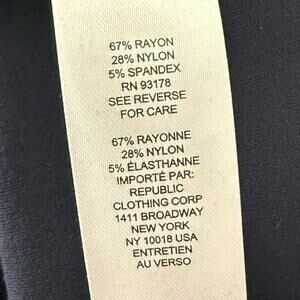 67% RAYON
28% NYLON
5% SPANDEX
RN 93178
SEE REVERSE
FOR CARE
67% RAYONNE
28% NYLON
5% ÉLASTHANNE
IMPORTÉ PAR:
REPUBLIC
CLOTHING CORP
1411 BROADWAY
NEW YORK
NY 10018 USA
ENTRETIEN
AU VERSO